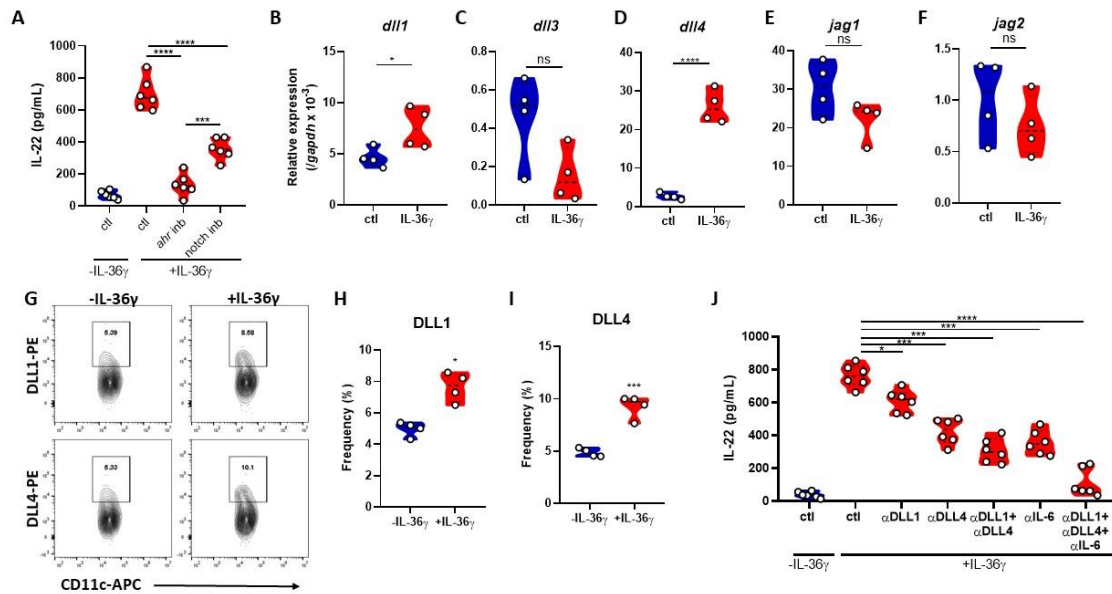 A
IL-22 (pg/mL)
1000
800
600
400
200
0
****
****
***
ctl
ctl
ahr inb
notch inb
-IL-36γ
+IL-36γ
B
dll1
Relative expression
(/gapdh x 10-3)
15
10
5
0
*
ctl
IL-36γ
C
dll3
0.8
0.6
0.4
0.2
0.0
ns
ctl
IL-36γ
D
dll4
40
30
20
10
0
****
ctl
IL-36γ
E
jag1
40
30
20
10
0
ns
ctl
IL-36γ
F
jag2
1.5
1.0
0.5
0.0
ns
ctl
IL-36γ
G
-IL-36γ
+IL-36γ
DLL1-PE
DLL4-PE
CD11c-APC
H
DLL1
Frequency (%)
10
8
6
4
2
0
*
-IL-36γ
+IL-36γ
I
DLL4
Frequency (%)
15
10
5
0
***
-IL-36γ
+IL-36γ
J
IL-22 (pg/mL)
1000
800
600
400
200
0
****
***
***
***
*
ctl
ctl
αDLL1
αDLL4
αDLL1+
αDLL4
αIL-6
αDLL1+
αDLL4+
αIL-6
-IL-36γ
+IL-36γ